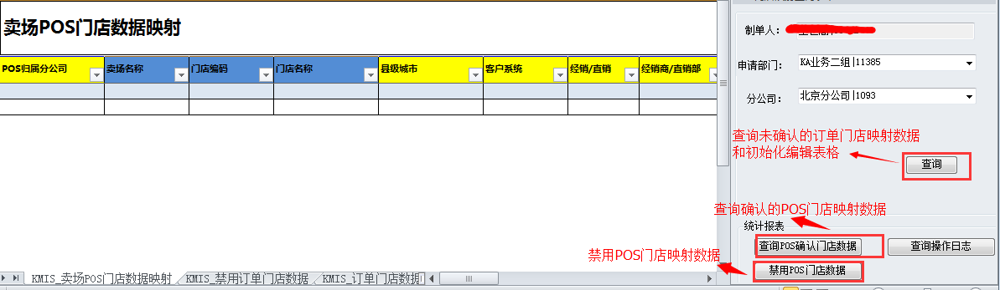 卖场POS门店数据映射
POS归属分公司 卖场名称 门店编码 门店名称 县级城市 客户系统 经销/直销 经销商/直销部
制单人:
申请部门: KA业务二组|11385
分公司: 北京分公司|1093
查询未确认的订单门店映射数据
和初始化编辑表格
查询
查询确认的POS门店映射数据
统计报表
查询POS确认门店数据 查询操作日志
禁用POS门店映射数据
禁用POS门店数据
KMIS_卖场POS门店数据映射 KMIS_禁用订单门店数据 KMIS_订单门店数据